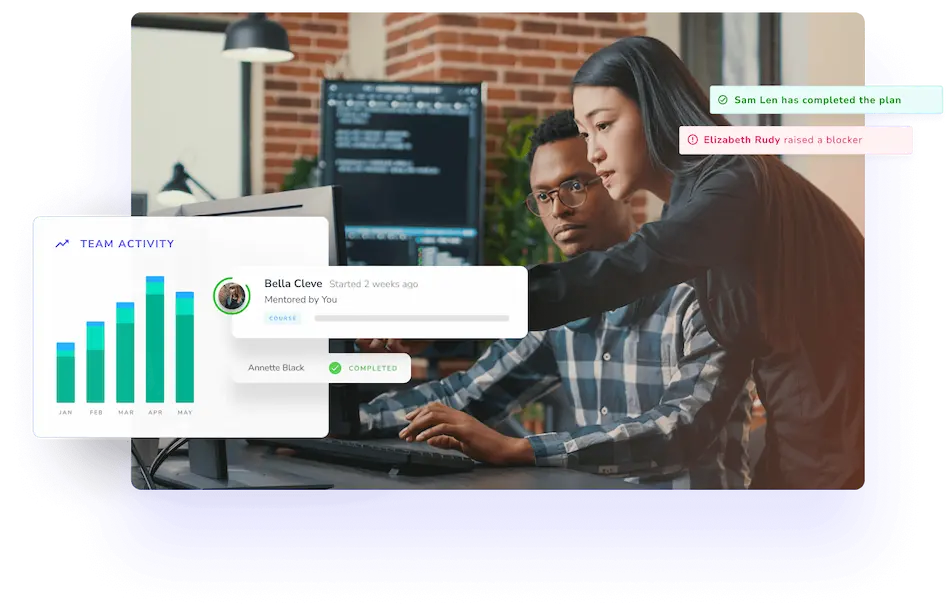 Sam Len has completed the plan
Elizabeth Rudy raised a blocker
TEAM ACTIVITY
Bella Cleve Started 2 weeks ago
Mentored by You
COURSE
Annette Black COMPLETED
JAN FEB MAR APR MAY